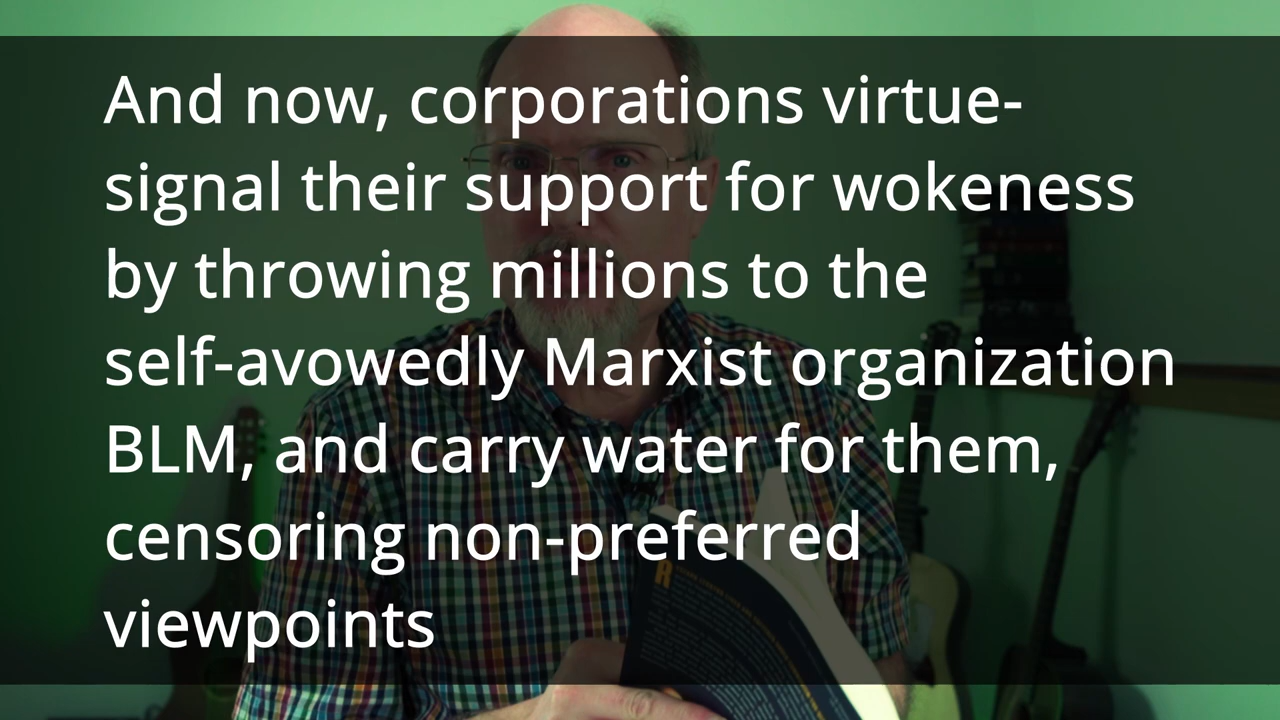 And now, corporations virtue-
signal their support for wokeness
by throwing millions to the
self-avowedly Marxist organization
BLM, and carry water for them,
censoring non-preferred
viewpoints